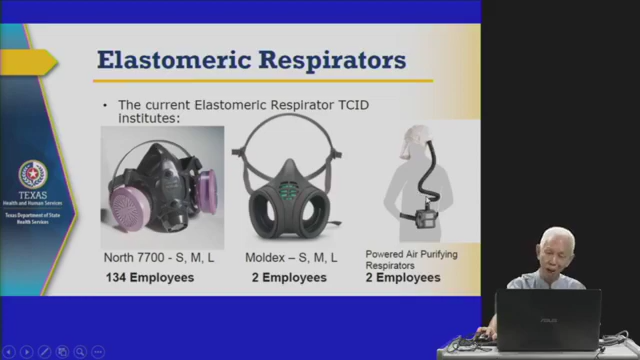 Elastomeric Respirators
• The current Elastomeric Respirator TCID
institutes:
TEXAS
Health and Human Services
Texas Department of State
Health Services
North 7700 - S, M, L
134 Employees
Moldex – S, M, L
2 Employees
Powered Air Purifying
Respirators
2 Employees
ASUS